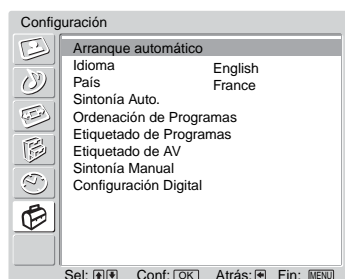 Configuración
Arranque automático
Idioma English
País France
Sintonía Auto.
Ordenación de Programas
Etiquetado de Programas
Etiquetado de AV
Sintonía Manual
Configuración Digital
Sel: Conf: OK Atrás: Fin: MENU